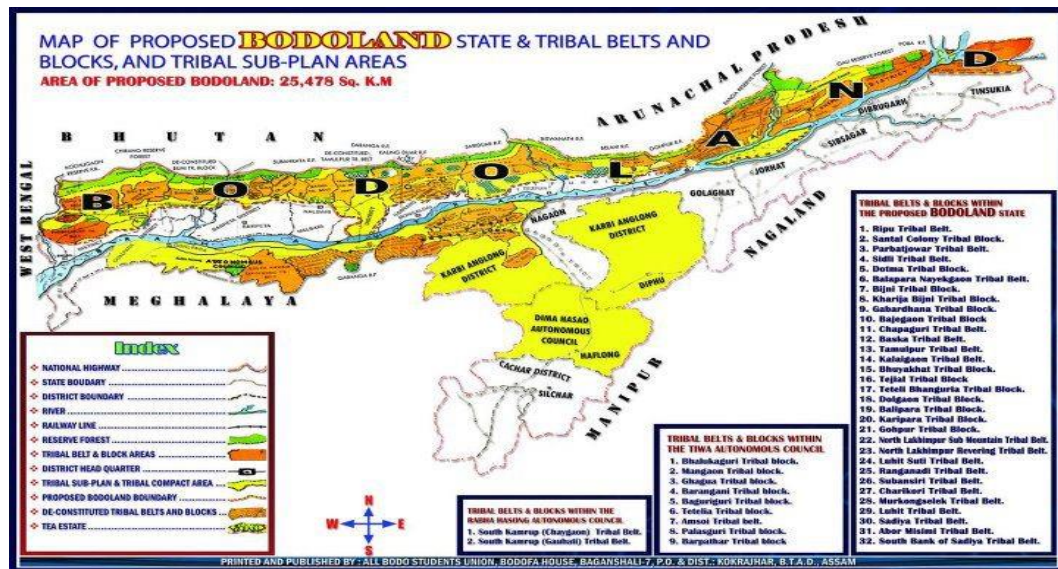 MAP OF PROPOSED BODOLAND STATE & TRIBAL BELTS AND
BLOCKS, AND TRIBAL SUB-PLAN AREAS
AREA OF PROPOSED BODOLAND: 25,478 Sq. K.M
ARUNACHAL PRODESH
BHUTAN
WEST BENGAL
BODOLAND
TINSUKIA
DIBRUGARH
SIBSAGAR
JORHAT
GOLAGHAT
NAGALAND
NAGAON
KARBI ANGLONG
DISTRICT
KARBI ANGLONG
DISTRICT
DIPHU
MEGHALAYA
DIMA HASAO
AUTONOMOUS
COUNCIL
HAFLONG
CACHAR DISTRICT
SILCHAR
MANIPUR
Index
NATIONAL HIGHWAY
STATE BOUDARY
DISTRICT BOUNDARY
RIVER
RAILWAY LINE
RESERVE FOREST
TRIBAL BELT & BLOCK AREAS
DISTRICT HEAD QUARTER
TRIBAL SUB-PLAN & TRIBAL COMPACT AREA
PROPOSED BODOLAND BOUNDARY
DE-CONSTITUTED TRIBAL BELTS AND BLOCKS
TEA ESTATE
N
W E
S
TRIBAL BELTS & BLOCKS WITHIN THE
RABHA HASONG AUTONOMOUS COUNCIL
1. South Kamrup (Chaygaon) Tribal Belt.
2. South Kamrup (Gauhati) Tribal Belt.
TRIBAL BELTS & BLOCKS WITHIN
THE TIWA AUTONOMOUS COUNCIL
1. Bhalukaguri Tribal block.
2. Mangaon Tribal block.
3. Ghagua Tribal block.
4. Barangani Tribal block.
5. Baguriguri Tribal block.
6. Tetelia Tribal block.
7. Amsoi Tribal belt.
8. Palasguri Tribal block.
9. Barpathar Tribal block
TRIBAL BELTS & BLOCKS WITHIN
THE PROPOSED BODOLAND STATE
1. Ripu Tribal Belt.
2. Santal Colony Tribal Block.
3. Parbatjowar Tribal Belt.
4. Sidli Tribal Belt.
5. Dotma Tribal Block.
6. Balapara Nayekgaon Tribal Belt.
7. Bijni Tribal Block.
8. Kharija Bijni Tribal Block.
9. Gabardhana Tribal Block.
10. Bajegaon Tribal Block
11. Chapaguri Tribal Belt.
12. Baska Tribal Belt.
13. Tamulpur Tribal Belt.
14. Kalaigaon Tribal Belt.
15. Bhuyakhat Tribal Block.
16. Tejial Tribal Block
17. Teteli Bhanguria Tribal Block.
18. Dolgaon Tribal Block.
19. Balipara Tribal Block.
20. Karipara Tribal Block.
21. Gohpur Tribal Block.
22. North Lakhimpur Sub Mountain Tribal Belt.
23. North Lakhimpur Revering Tribal Belt.
24. Luhit Suti Tribal Block.
25. Ranganadi Tribal Belt.
26. Subansiri Tribal Belt.
27. Charikori Tribal Belt.
28. Murkongselek Tribal Belt.
29. Luhit Tribal Belt.
30. Sadiya Tribal Belt.
31. Abor Misimi Tribal Belt.
32. South Bank of Sadiya Tribal Belt.
PRINTED AND PUBLISHED BY : ALL BODO STUDENTS UNION, BODOFA HOUSE, BAGANSHALI-7, P.O. & DIST.: KOKRAJHAR, B.T.A.D., ASSAM